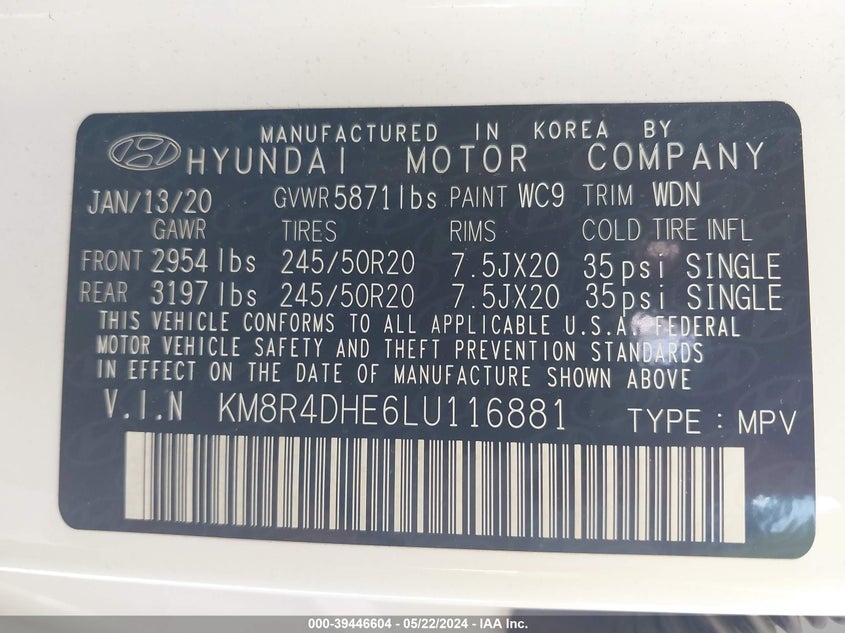 MANUFACTURED IN KOREA BY
HYUNDAI MOTOR COMPANY
JAN/13/20 GVWR 5871lbs PAINT WC9 TRIM WDN
GAWR TIRES RIMS COLD TIRE INFL
FRONT 2954 lbs 245/50R20 7.5JX20 35psi SINGLE
REAR 3197 lbs 245/50R20 7.5JX20 35psi SINGLE
THIS VEHICLE CONFORMS TO ALL APPLICABLE U.S.A. FEDERAL
MOTOR VEHICLE SAFETY AND THEFT PREVENTION STANDARDS
IN EFFECT ON THE DATE OF MANUFACTURE SHOWN ABOVE
V.I.N KM8R4DHE6LU116881 TYPE : MPV
000-39446604 - 05/22/2024 - IAA Inc.